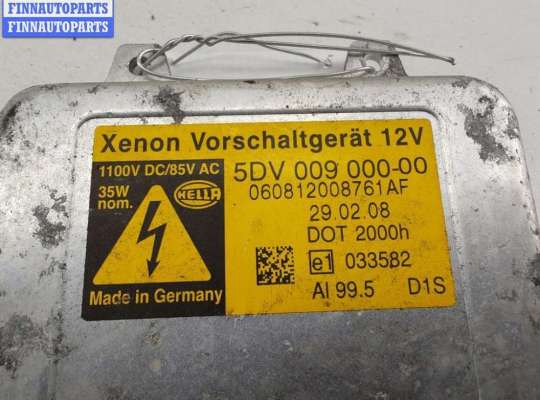 FINNAUTOPARTS
FINNAUTOPARTS
Xenon Vorschaltgerät 12V
1100V DC/85V AC
35W
nom.
HELLA
5DV 009 000-00
060812008761AF
29.02.08
DOT 2000h
e1 033582
Al 99.5 D1S
Made in Germany